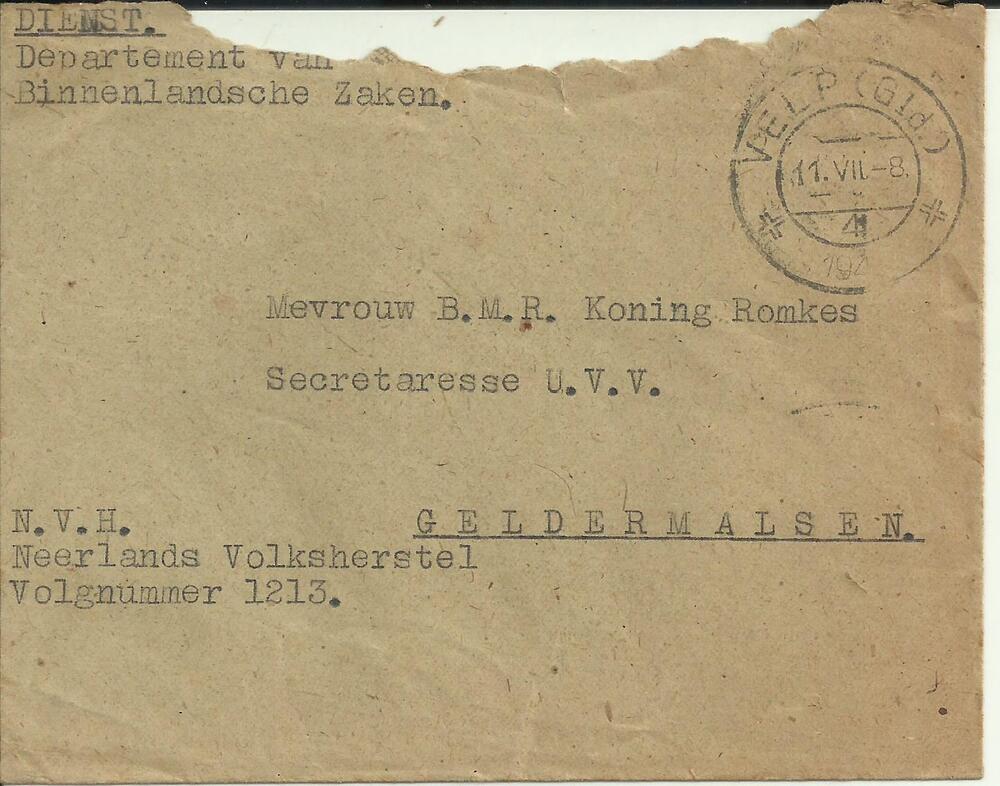 DIENST.
Departement van
Binnenlandsche Zaken.
VELP (Gld.)
11.VII.-8.
4
194
Mevrouw B.M.R. Koning Romkes
Secretaresse U.V.V.
GELDERMALSEN.
N.V.H.
Neerlands Volksherstel
Volgnummer 1213.